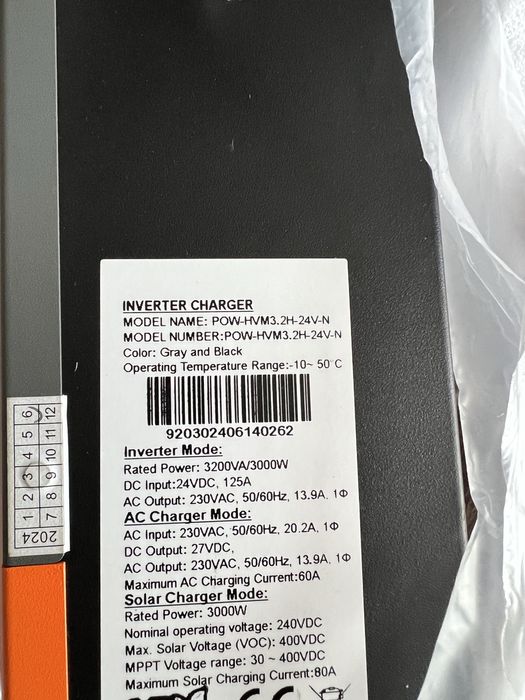 INVERTER CHARGER
MODEL NAME: POW-HVM3.2H-24V-N
MODEL NUMBER:POW-HVM3.2H-24V-N
Color: Gray and Black
Operating Temperature Range:-10~ 50°C
920302406140262
Inverter Mode:
Rated Power: 3200VA/3000W
DC Input:24VDC, 125A
AC Output: 230VAC, 50/60Hz, 13.9A. 1Φ
AC Charger Mode:
AC Input: 230VAC, 50/60Hz, 20.2A. 1Φ
DC Output: 27VDC,
AC Output: 230VAC, 50/60Hz, 13.9A. 1Φ
Maximum AC Charging Current:60A
Solar Charger Mode:
Rated Power: 3000W
Nominal operating voltage: 240VDC
Max. Solar Voltage (VOC): 400VDC
MPPT Voltage range: 30 ~ 400VDC
Maximum Solar Charging Current:80A
2024 1 2 3 4 5 6
7 8 9 10 11 12